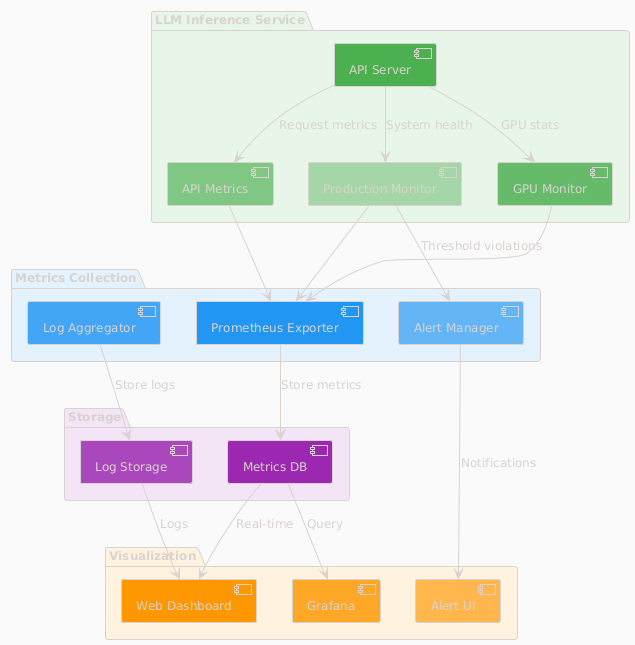 LLM Inference Service
API Server
Request metrics
System health
GPU stats
API Metrics
Production Monitor
GPU Monitor
Threshold violations
Metrics Collection
Log Aggregator
Prometheus Exporter
Alert Manager
Store logs
Store metrics
Storage
Log Storage
Metrics DB
Notifications
Logs
Real-time
Query
Visualization
Web Dashboard
Grafana
Alert UI